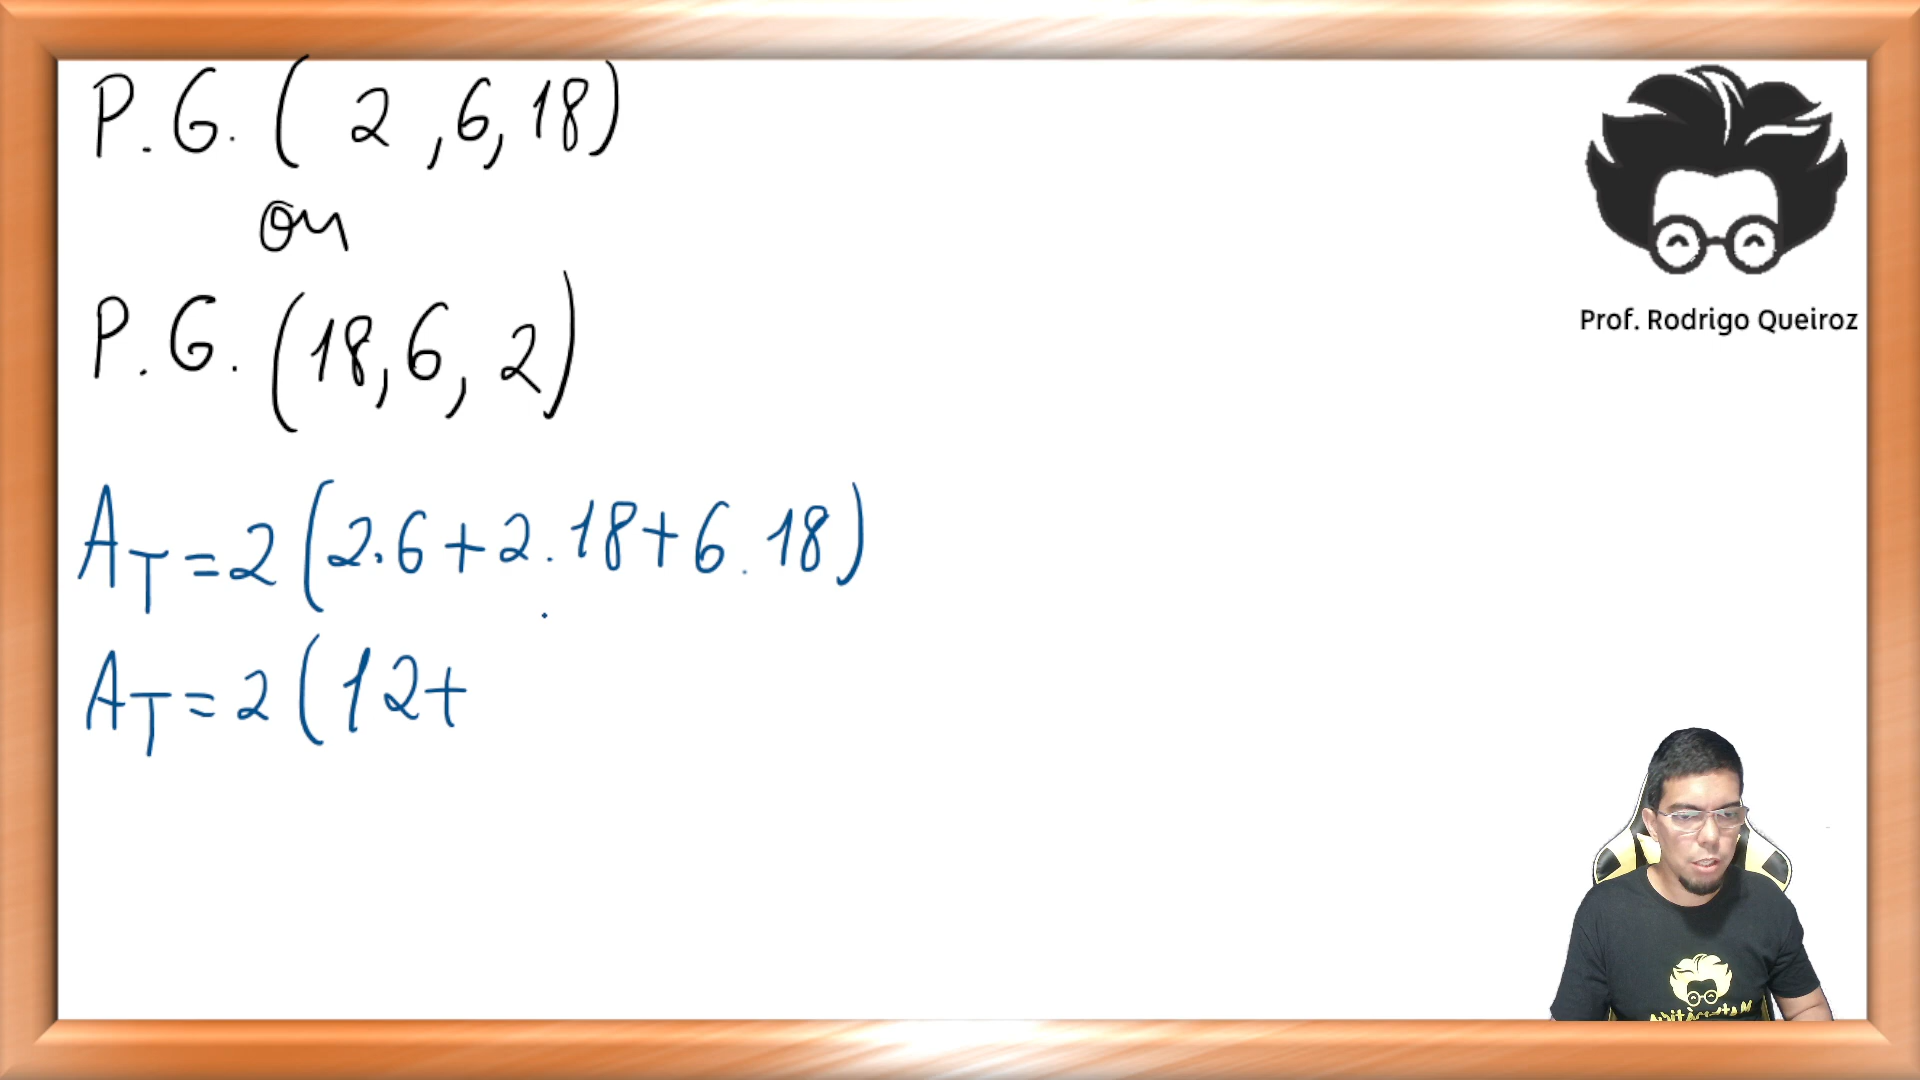 P.G. ( 2 , 6, 18)
ou
P.G. (18, 6, 2)
A_T = 2 (2.6 + 2.18 + 6.18)
A_T = 2 ( 12 +
Prof. Rodrigo Queiroz